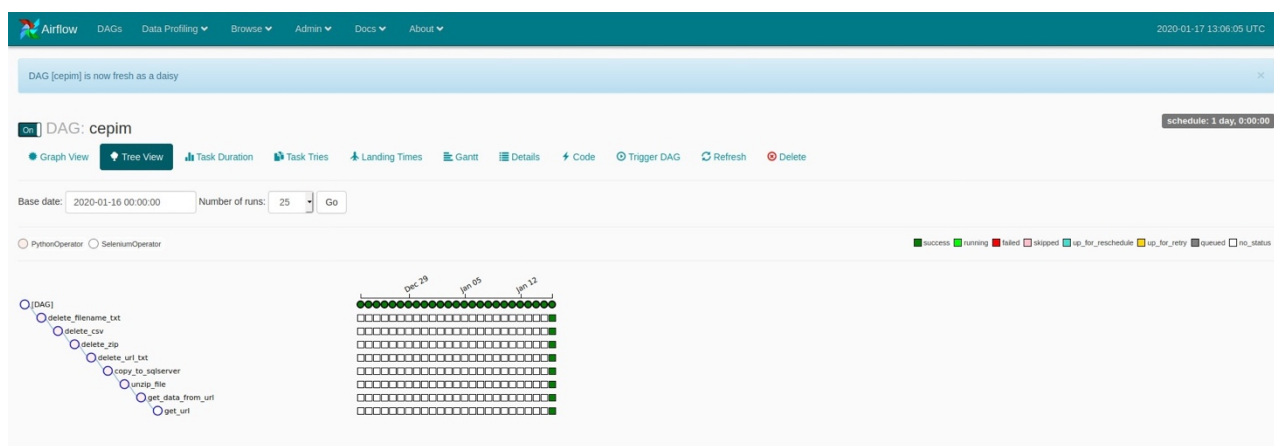 Airflow DAGs Data Profiling Browse Admin Docs About 2020-01-17 13:06:05 UTC
DAG [cepim] is now fresh as a daisy ×
On DAG: cepim schedule: 1 day, 0:00:00
Graph View Tree View Task Duration Task Tries Landing Times Gantt Details Code Trigger DAG Refresh Delete
Base date: 2020-01-16 00:00:00 Number of runs: 25 Go
PythonOperator SeleniumOperator success running failed skipped up_for_reschedule up_for_retry queued no_status
Dec 29 Jan 05 Jan 12
[DAG]
delete_filename_txt
delete_csv
delete_zip
delete_url_txt
copy_to_sqlserver
unzip_file
get_data_from_url
get_url